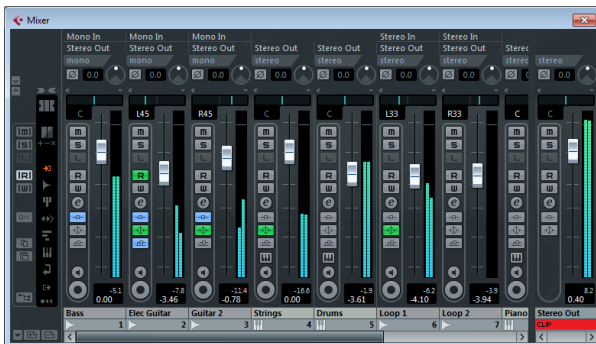 Mixer
Mono In Mono In Mono In Stereo In Stereo In
Stereo Out Stereo Out Stereo Out Stereo Out Stereo Out Stereo Out Stereo Out Stereo
mono mono mono stereo stereo stereo stereo stereo stereo
Ø 0.0 Ø 0.0 Ø 0.0 Ø 0.0 Ø 0.0 Ø 0.0 Ø 0.0 Ø Ø 0.0
C L45 R45 C C L33 R33 C C
m m m m m m m m m
S S S S S S S S S
L L L L L L L L L
R R R R R R R R R
W W W W W W W W W
e e e e e e e e e
[m]
[S]
[R]
[W]
-5.1 -7.8 -11.4 -16.6 -1.9 -6.2 -3.9 8.2
0.00 -3.46 -0.78 0.00 -3.61 -4.10 -3.94 0.40
Bass Elec Guitar Guitar 2 Strings Drums Loop 1 Loop 2 Piano Stereo Out
1 2 3 4 5 6 7 CLIP